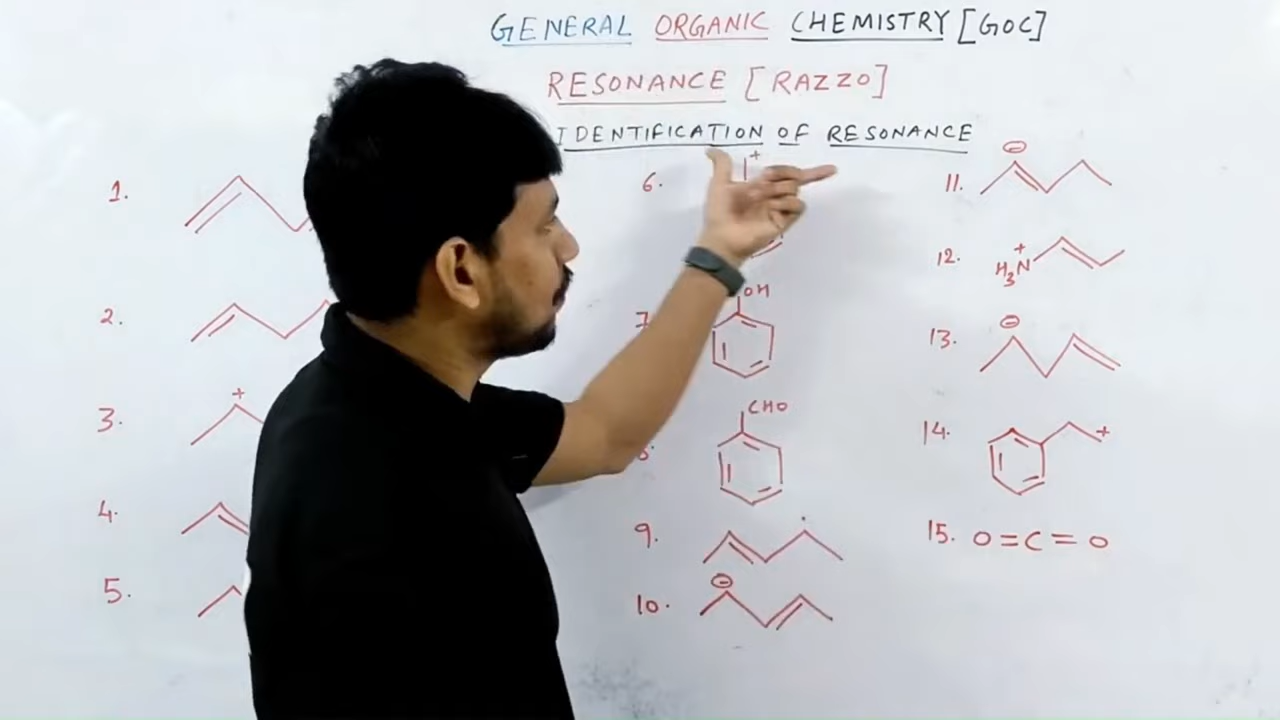 GENERAL ORGANIC CHEMISTRY [GOC]
RESONANCE [RAZZO]
IDENTIFICATION OF RESONANCE
1.
2.
3.
+
4.
5.
6.
+
7
OH
CHO
9.
10.
⊖
11.
⊖
12.
H₃N⁺
13.
⊖
14.
+
15. O=C=O